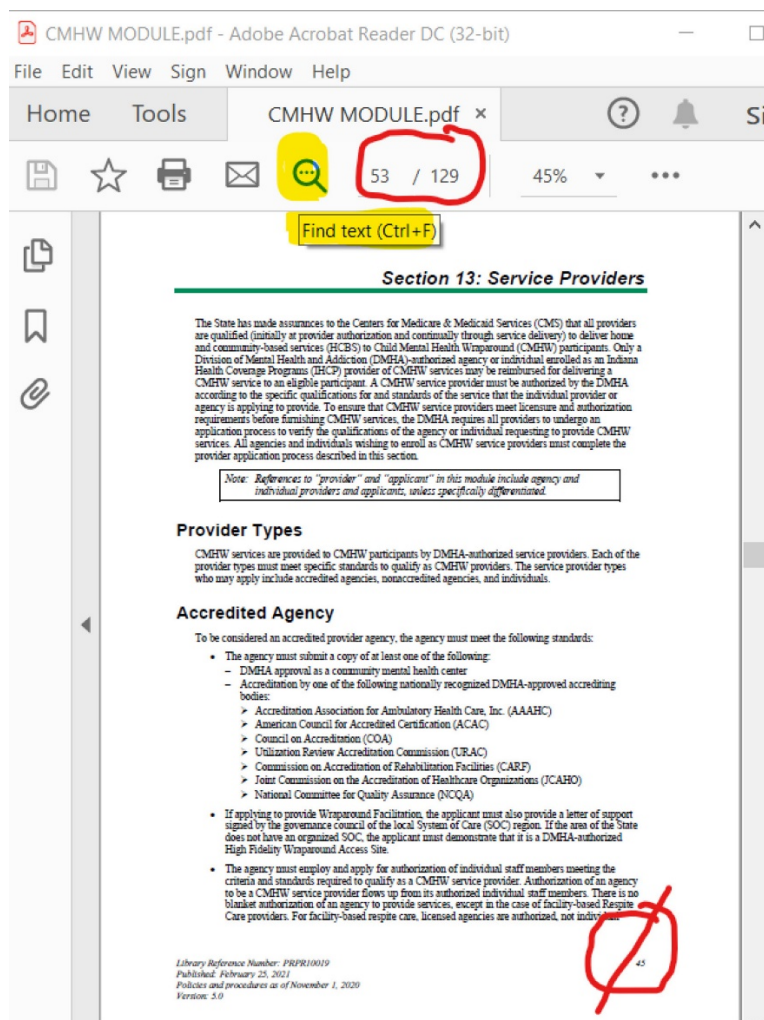 CMHW MODULE.pdf - Adobe Acrobat Reader DC (32-bit)
File Edit View Sign Window Help
Home Tools CMHW MODULE.pdf × ? Si
53 / 129 45%
Find text (Ctrl+F)
Section 13: Service Providers
The State has made assurances to the Centers for Medicare & Medicaid Services (CMS) that all providers
are qualified (initially at provider authorization and continually through service delivery) to deliver home
and community-based services (HCBS) to Child Mental Health Wraparound (CMHW) participants. Only a
Division of Mental Health and Addiction (DMHA)-authorized agency or individual enrolled as an Indiana
Health Coverage Programs (IHCP) provider of CMHW services may be reimbursed for delivering a
CMHW service to an eligible participant. A CMHW service provider must be authorized by the DMHA
according to the specific qualifications for and standards of the service that the individual provider or
agency is applying to provide. To ensure that CMHW service providers meet licensure and authorization
requirements before furnishing CMHW services, the DMHA requires all providers to undergo an
application process to verify the qualifications of the agency or individual requesting to provide CMHW
services. All agencies and individuals wishing to enroll as CMHW service providers must complete the
provider application process described in this section.
Note: References to "provider" and "applicant" in this module include agency and
individual providers and applicants, unless specifically differentiated.
Provider Types
CMHW services are provided to CMHW participants by DMHA-authorized service providers. Each of the
provider types must meet specific standards to qualify as CMHW providers. The service provider types
who may apply include accredited agencies, nonaccredited agencies, and individuals.
Accredited Agency
To be considered an accredited provider agency, the agency must meet the following standards:
• The agency must submit a copy of at least one of the following:
– DMHA approval as a community mental health center
– Accreditation by one of the following nationally recognized DMHA-approved accrediting
bodies:
➤ Accreditation Association for Ambulatory Health Care, Inc. (AAAHC)
➤ American Council for Accredited Certification (ACAC)
➤ Council on Accreditation (COA)
➤ Utilization Review Accreditation Commission (URAC)
➤ Commission on Accreditation of Rehabilitation Facilities (CARF)
➤ Joint Commission on the Accreditation of Healthcare Organizations (JCAHO)
➤ National Committee for Quality Assurance (NCQA)
• If applying to provide Wraparound Facilitation, the applicant must also provide a letter of support
signed by the governance council of the local System of Care (SOC) region. If the area of the State
does not have an organized SOC, the applicant must demonstrate that it is a DMHA-authorized
High Fidelity Wraparound Access Site.
• The agency must employ and apply for authorization of individual staff members meeting the
criteria and standards required to qualify as a CMHW service provider. Authorization of an agency
to be a CMHW service provider flows up from its authorized individual staff members. There is no
blanket authorization of an agency to provide services, except in the case of facility-based Respite
Care providers. For facility-based respite care, licensed agencies are authorized, not individual
Library Reference Number: PRPR10019 45
Published: February 25, 2021
Policies and procedures as of November 1, 2020
Version: 5.0